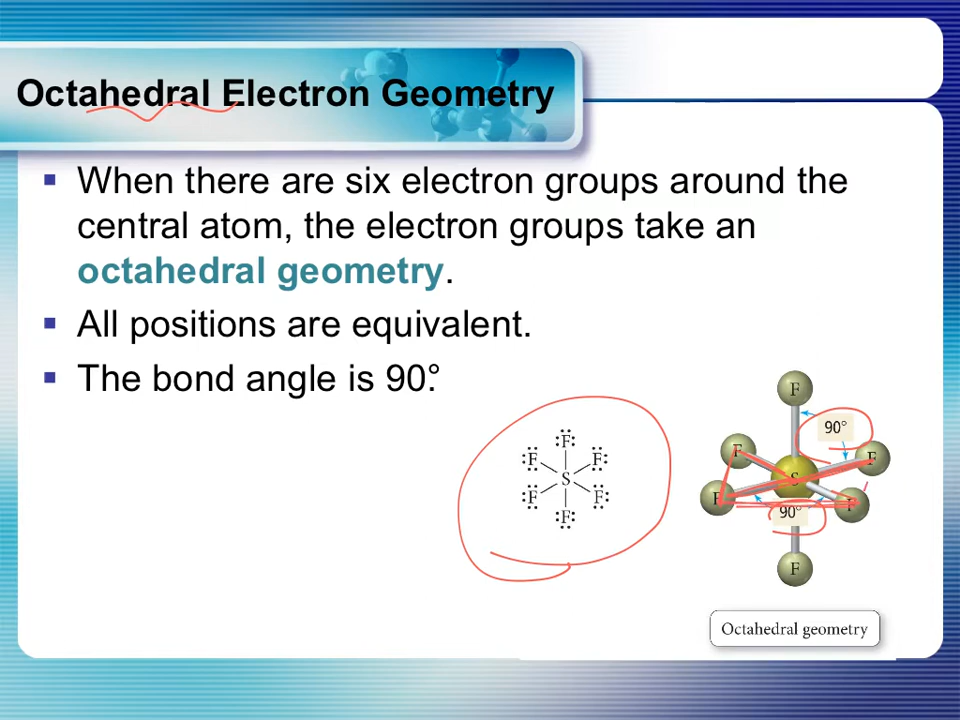 Octahedral Electron Geometry
When there are six electron groups around the
central atom, the electron groups take an
octahedral geometry.
All positions are equivalent.
The bond angle is 90°.
:F:
:F :F F:
S
:F F:
:F:
F
90°
F F
S
F F
90°
F
Octahedral geometry